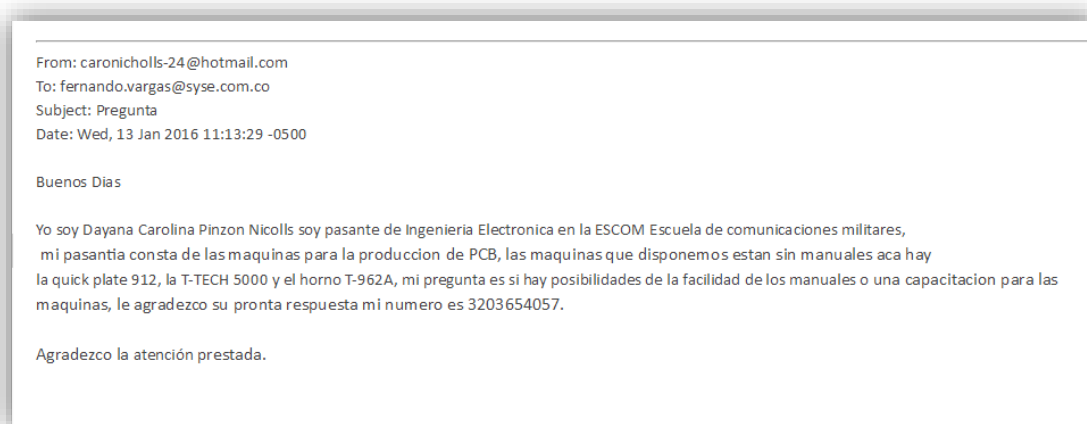 From: caronicholls-24@hotmail.com
To: fernando.vargas@syse.com.co
Subject: Pregunta
Date: Wed, 13 Jan 2016 11:13:29 -0500
Buenos Dias
Yo soy Dayana Carolina Pinzon Nicolls soy pasante de Ingenieria Electronica en la ESCOM Escuela de comunicaciones militares,
mi pasantia consta de las maquinas para la produccion de PCB, las maquinas que disponemos estan sin manuales aca hay
la quick plate 912, la T-TECH 5000 y el horno T-962A, mi pregunta es si hay posibilidades de la facilidad de los manuales o una capacitacion para las
maquinas, le agradezco su pronta respuesta mi numero es 3203654057.
Agradezco la atención prestada.